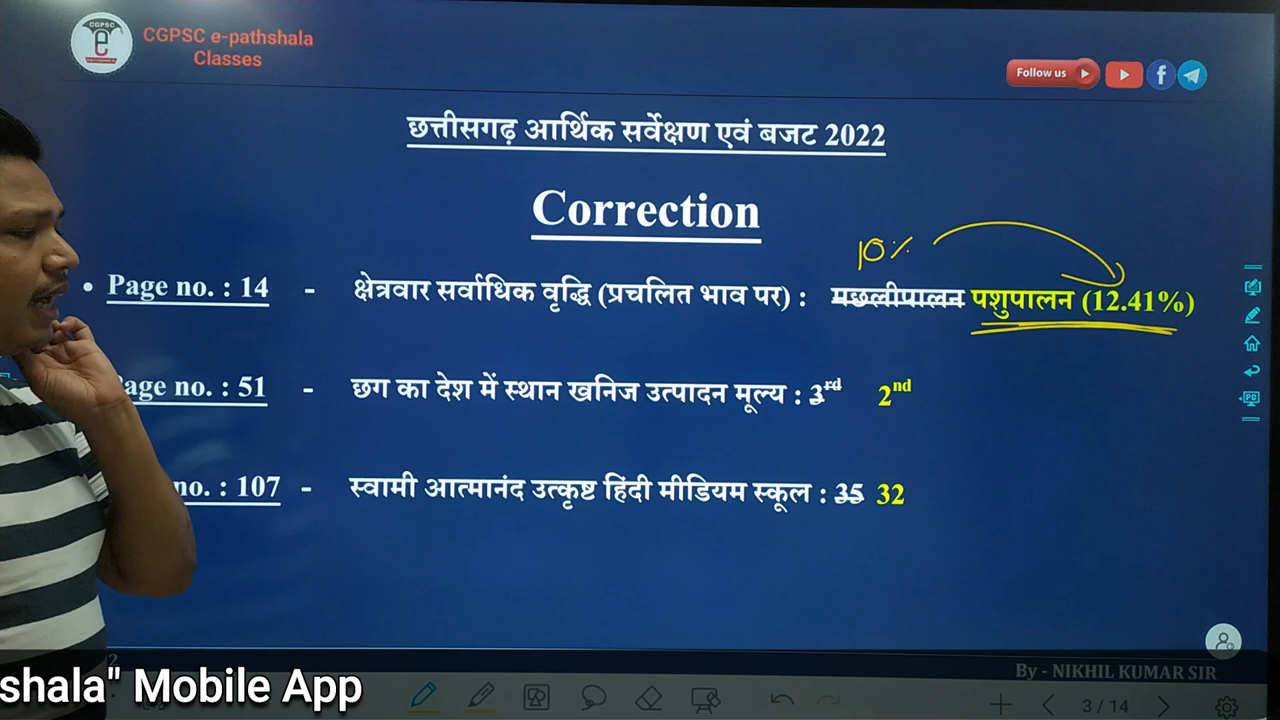 CGPSC
e
CGPSC e-pathshala
Classes
Follow us
छत्तीसगढ़ आर्थिक सर्वेक्षण एवं बजट 2022
Correction
10%
• Page no. : 14 - क्षेत्रवार सर्वाधिक वृद्धि (प्रचलित भाव पर) : मछलीपालन पशुपालन (12.41%)
age no. : 51 - छग का देश में स्थान खनिज उत्पादन मूल्य : 3rd 2nd
no. : 107 - स्वामी आत्मानंद उत्कृष्ट हिंदी मीडियम स्कूल : 35 32
2
By - NIKHIL KUMAR SIR
shala" Mobile App
3 / 14